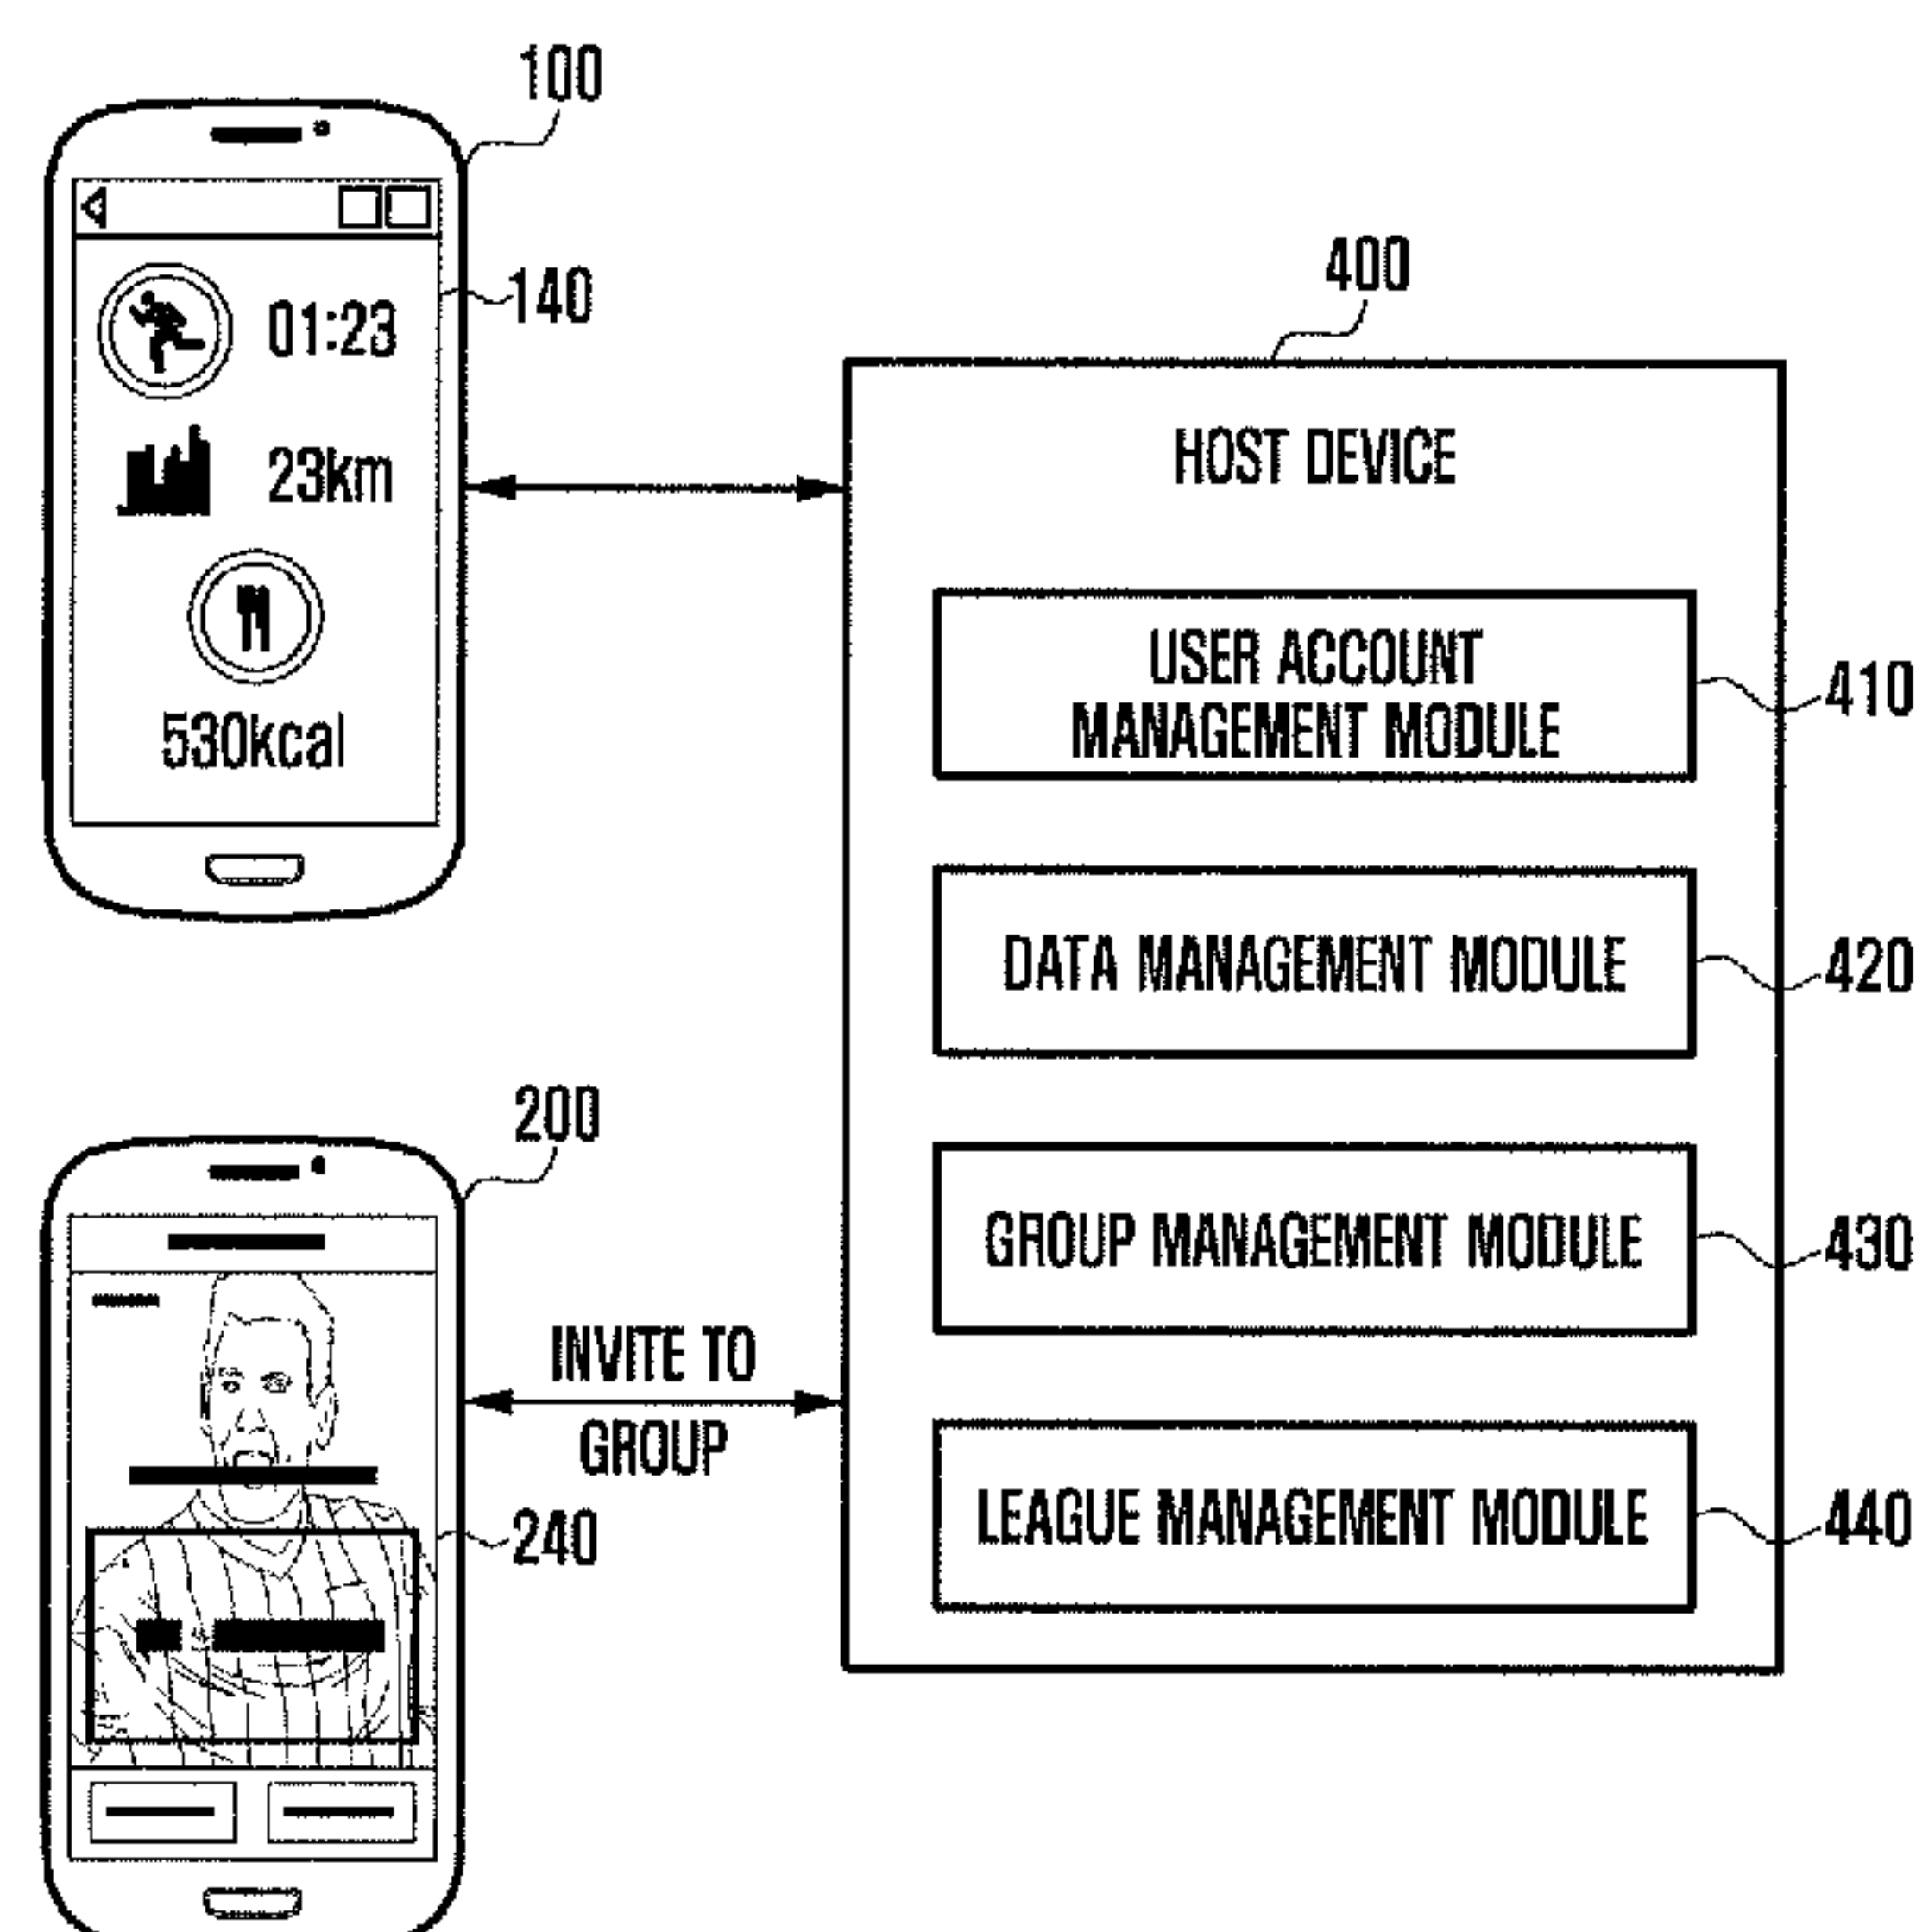 100
140
01:23
23km
530kcal
400
HOST DEVICE
USER ACCOUNT
MANAGEMENT MODULE
410
DATA MANAGEMENT MODULE
420
GROUP MANAGEMENT MODULE
430
LEAGUE MANAGEMENT MODULE
440
200
INVITE TO
GROUP
240